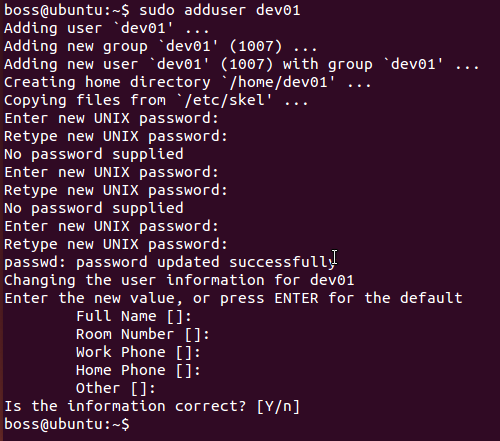 boss@ubuntu:~$ sudo adduser dev01
Adding user `dev01' ...
Adding new group `dev01' (1007) ...
Adding new user `dev01' (1007) with group `dev01' ...
Creating home directory `/home/dev01' ...
Copying files from `/etc/skel' ...
Enter new UNIX password:
Retype new UNIX password:
No password supplied
Enter new UNIX password:
Retype new UNIX password:
No password supplied
Enter new UNIX password:
Retype new UNIX password:
passwd: password updated successfully
Changing the user information for dev01
Enter the new value, or press ENTER for the default
Full Name []:
Room Number []:
Work Phone []:
Home Phone []:
Other []:
Is the information correct? [Y/n]
boss@ubuntu:~$